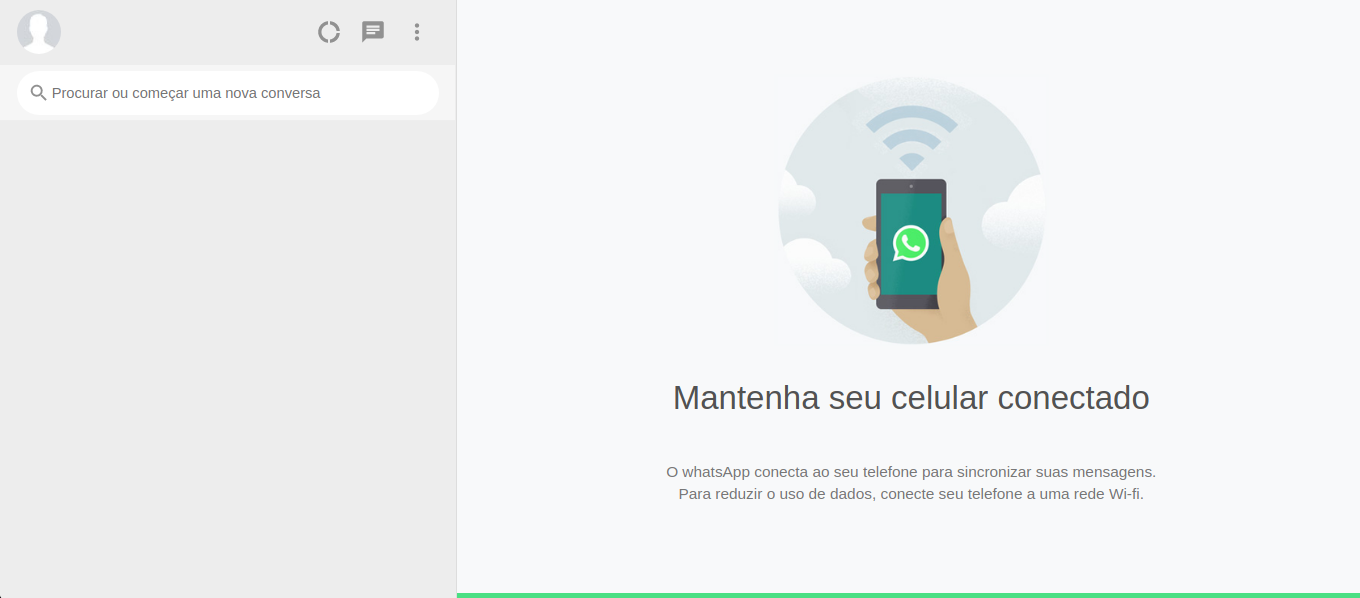 Procurar ou começar uma nova conversa
Mantenha seu celular conectado
O whatsApp conecta ao seu telefone para sincronizar suas mensagens.
Para reduzir o uso de dados, conecte seu telefone a uma rede Wi-fi.